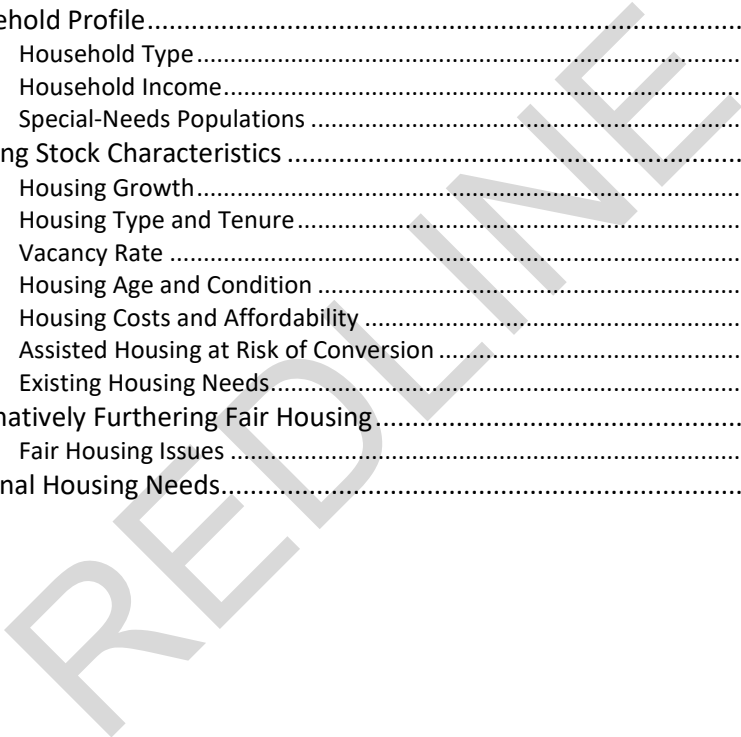 ehold Profile
Household Type
Household Income
Special-Needs Populations
ng Stock Characteristics
Housing Growth
Housing Type and Tenure
Vacancy Rate
Housing Age and Condition
Housing Costs and Affordability
Assisted Housing at Risk of Conversion
Existing Housing Needs
natively Furthering Fair Housing
Fair Housing Issues
nal Housing Needs
REDLINE